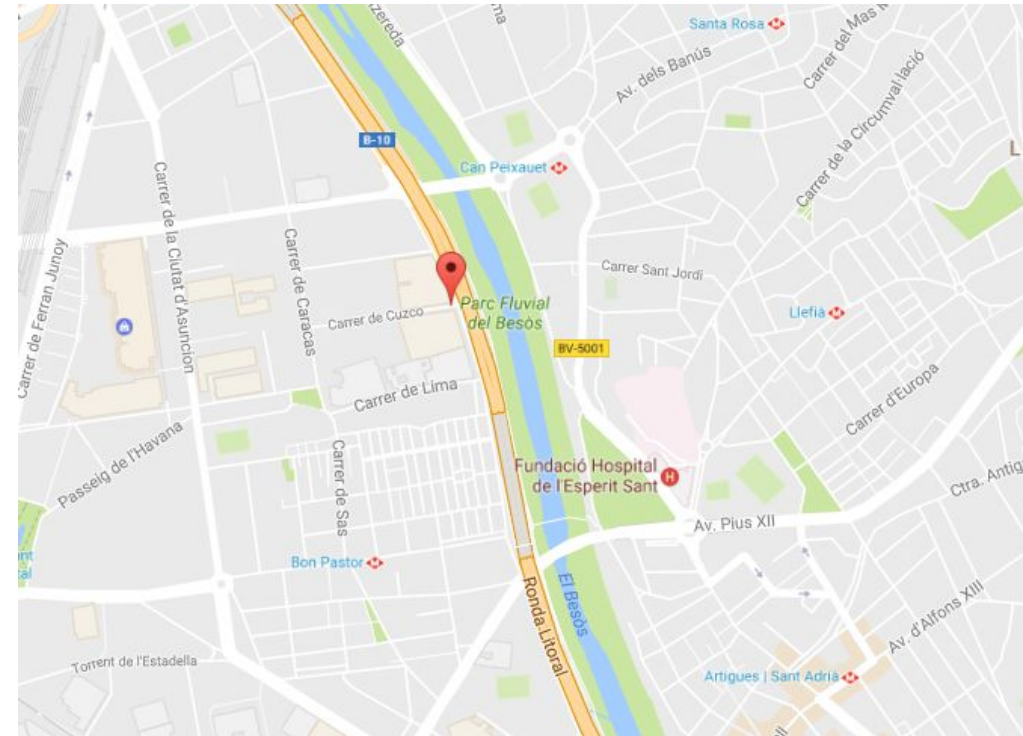 Santa Rosa
Av. dels Banús
Carrer de la Circumval·lació
B-10
Can Peixauet
L
Carrer de la Ciutat d'Asuncion
Carrer de Ferran Junoy
Carrer de Caracas
Carrer Sant Jordi
Parc Fluvial
del Besòs
Carrer de Cuzco
Llefià
BV-5001
Carrer de Lima
Carrer d'Europa
Passeig de l'Havana
Carrer de Sas
Fundació Hospital
de l'Esperit Sant
H
Ctra. Antig
Av. Pius XII
Bon Pastor
El Besòs
Ronda Litoral
Av. d'Alfons XIII
Torrent de l'Estadella
Artigues | Sant Adrià